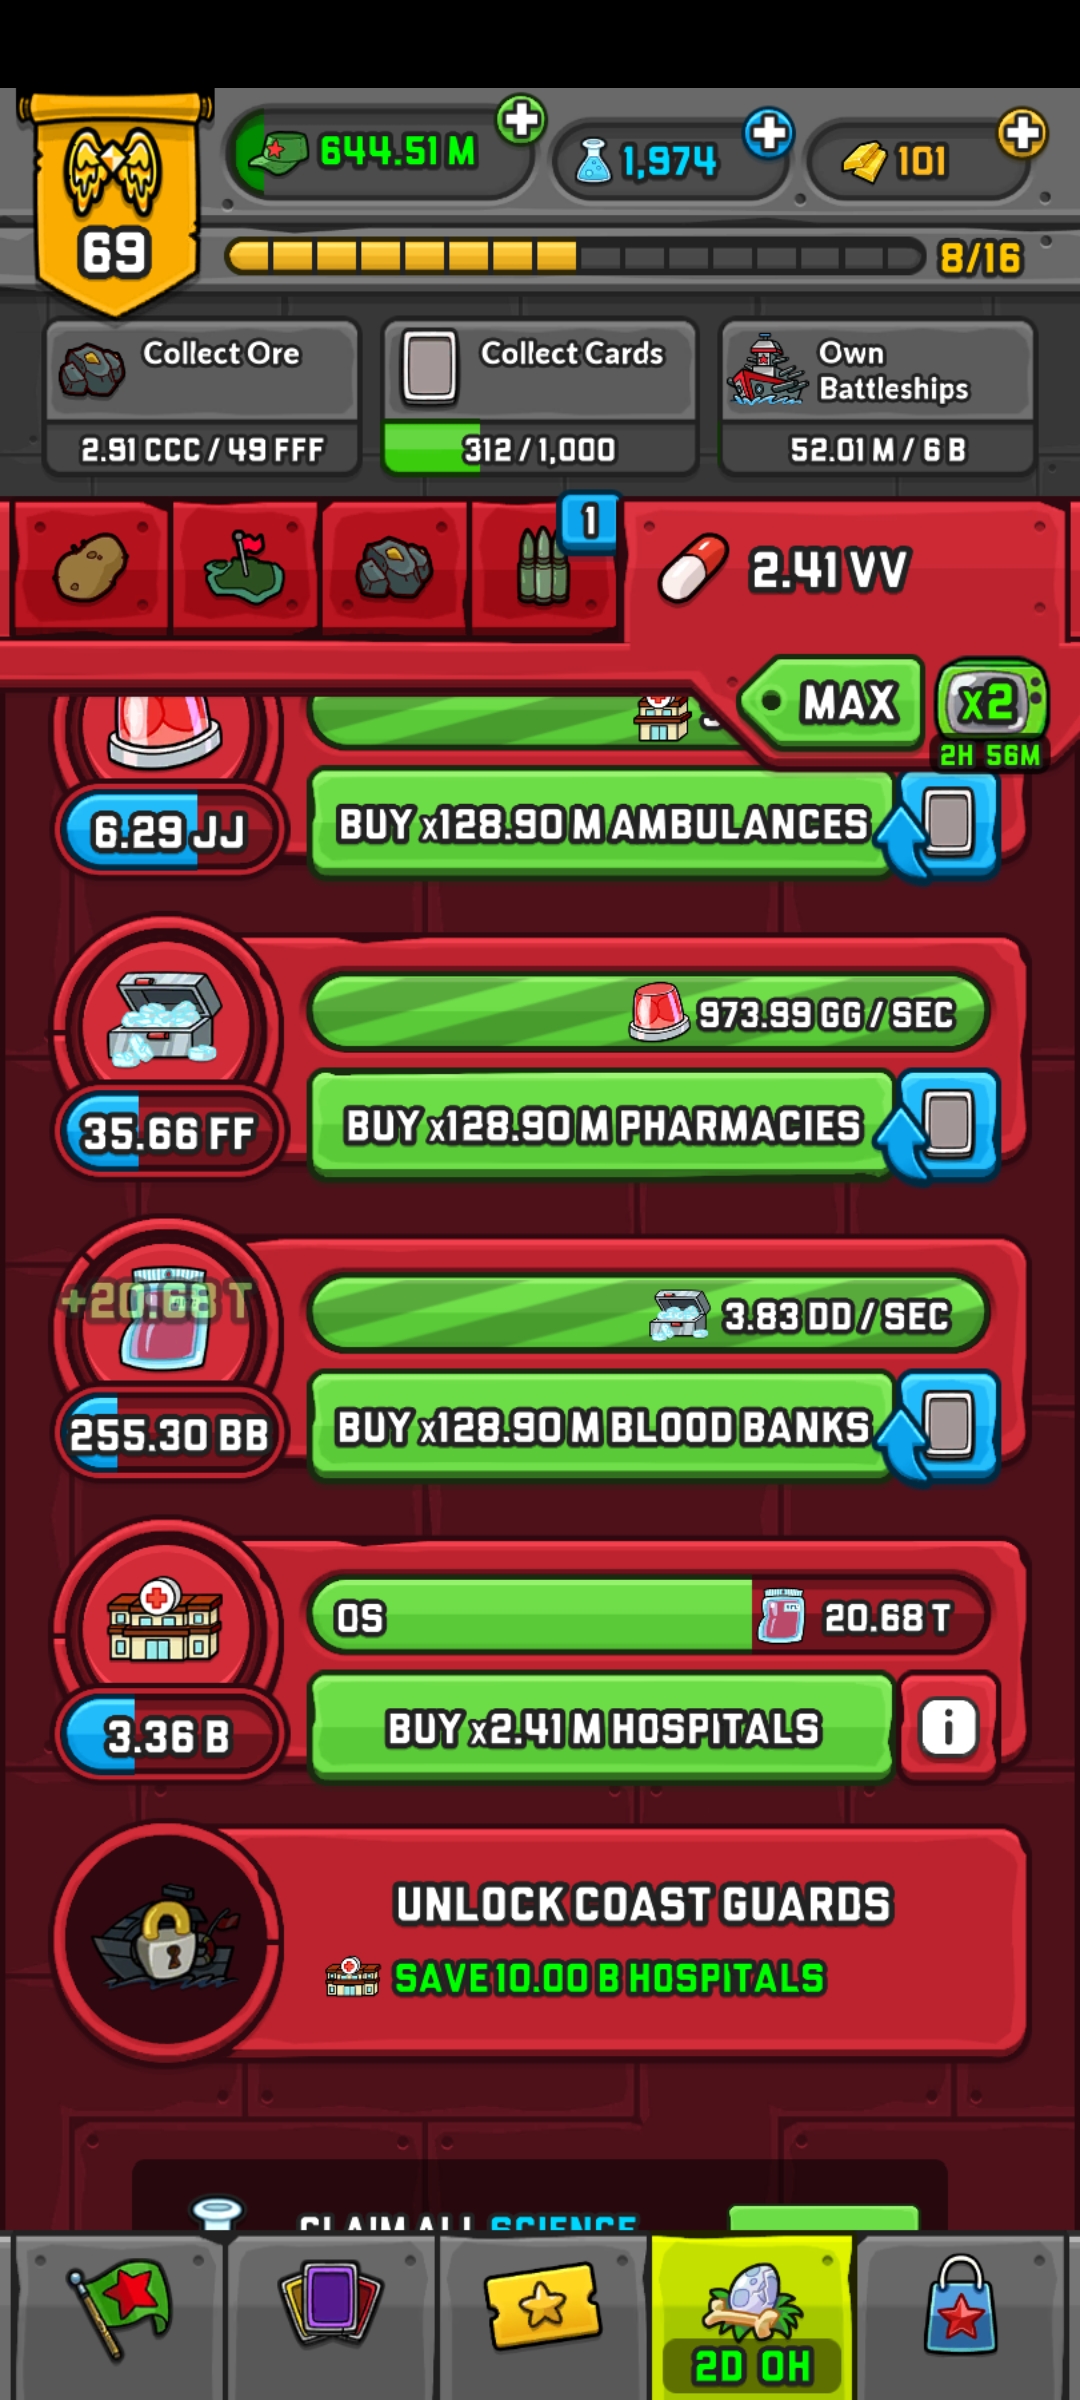 644.51 M
1,974
101
69
8/16
Collect Ore
2.91 CCC / 49 FFF
Collect Cards
312 / 1,000
Own
Battleships
52.01 M / 6 B
1
2.41 VV
MAX
x2
2H 56M
6.29 JJ
BUY x128.90 M AMBULANCES
973.99 GG / SEC
35.66 FF
BUY x128.90 M PHARMACIES
+20.68 T
3.83 DD / SEC
255.30 BB
BUY x128.90 M BLOOD BANKS
0S
20.68 T
3.36 B
BUY x2.41 M HOSPITALS
i
UNLOCK COAST GUARDS
SAVE 10.00 B HOSPITALS
CLAIM ALL SCIENCE
2D 0H